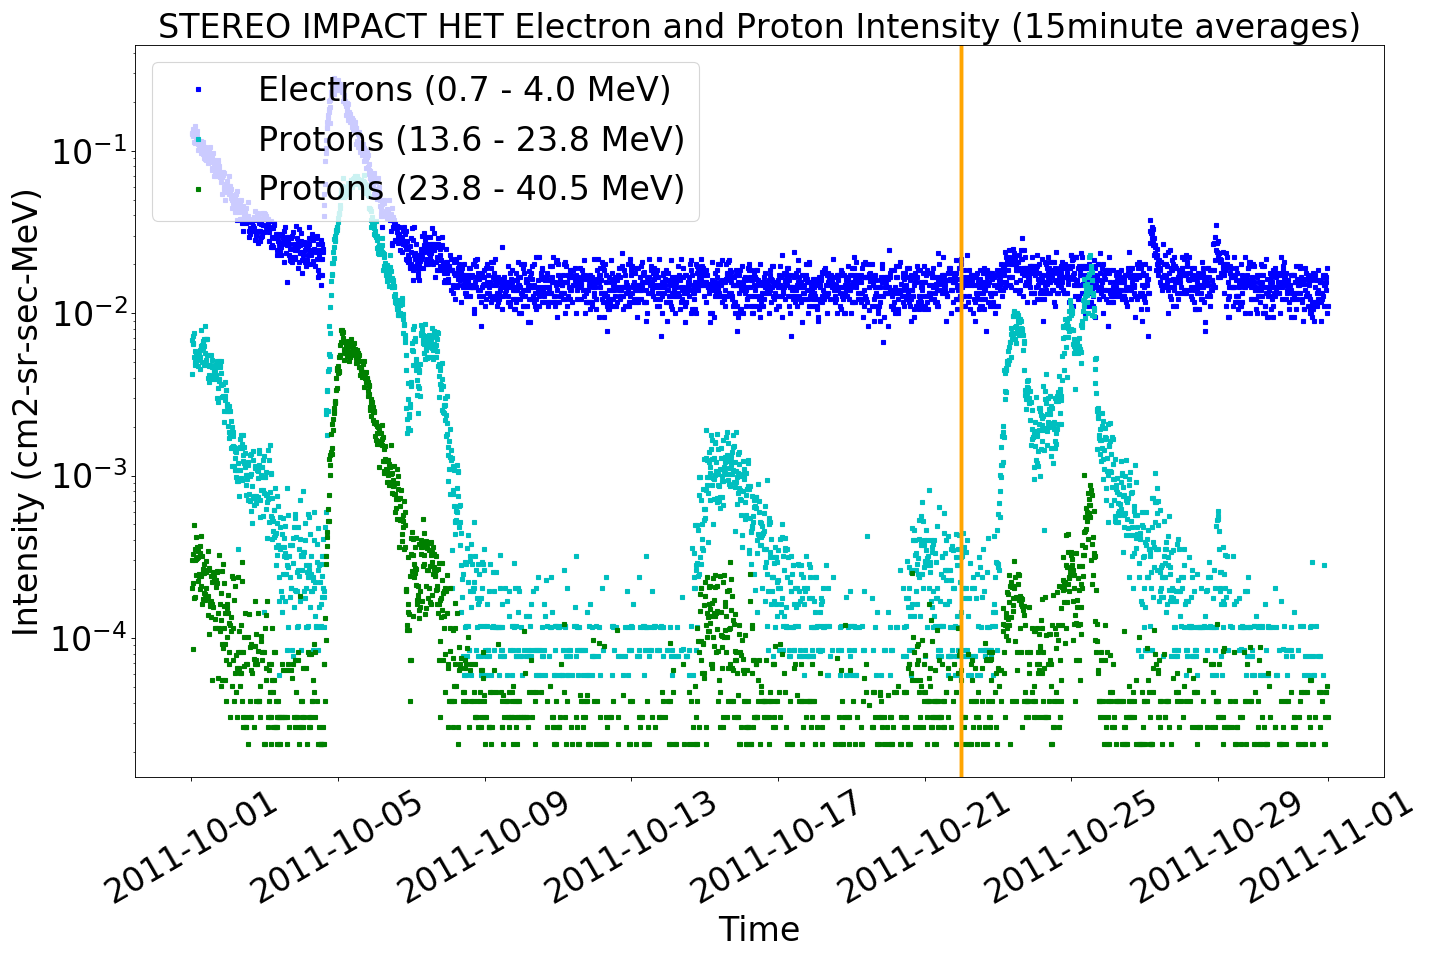 STEREO IMPACT HET Electron and Proton Intensity (15minute averages)
Electrons (0.7 - 4.0 MeV)
Protons (13.6 - 23.8 MeV)
Protons (23.8 - 40.5 MeV)
Intensity (cm2-sr-sec-MeV)
10⁻¹
10⁻²
10⁻³
10⁻⁴
2011-10-01
2011-10-05
2011-10-09
2011-10-13
2011-10-17
2011-10-21
2011-10-25
2011-10-29
2011-11-01
Time